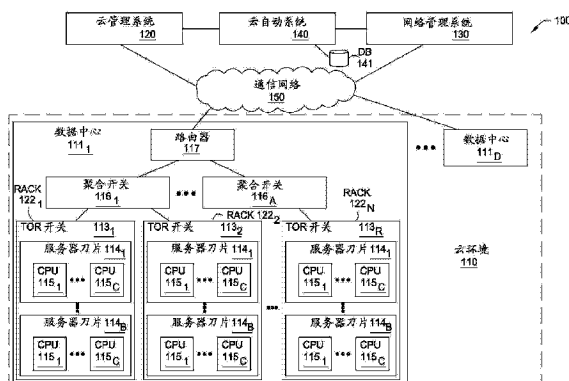 云管理系统
120
云自动系统
140
网络管理系统
130
100
DB
141
通信网络
150
数据中心
111₁
路由器
117
数据中心
111D
聚合开关
116₁
聚合开关
116A
RACK
122₁
RACK 122₂
RACK
122N
TOR 开关 113₁
TOR 开关 113₂
TOR 开关 113R
服务器刀片 114₁
服务器刀片 114₁
服务器刀片 114₁
CPU
115₁
CPU
115C
CPU
115₁
CPU
115C
CPU
115₁
CPU
115C
云环境
110
服务器刀片 114B
服务器刀片 114B
服务器刀片 114B
CPU
115₁
CPU
115C
CPU
115₁
CPU
115C
CPU
115₁
CPU
115C